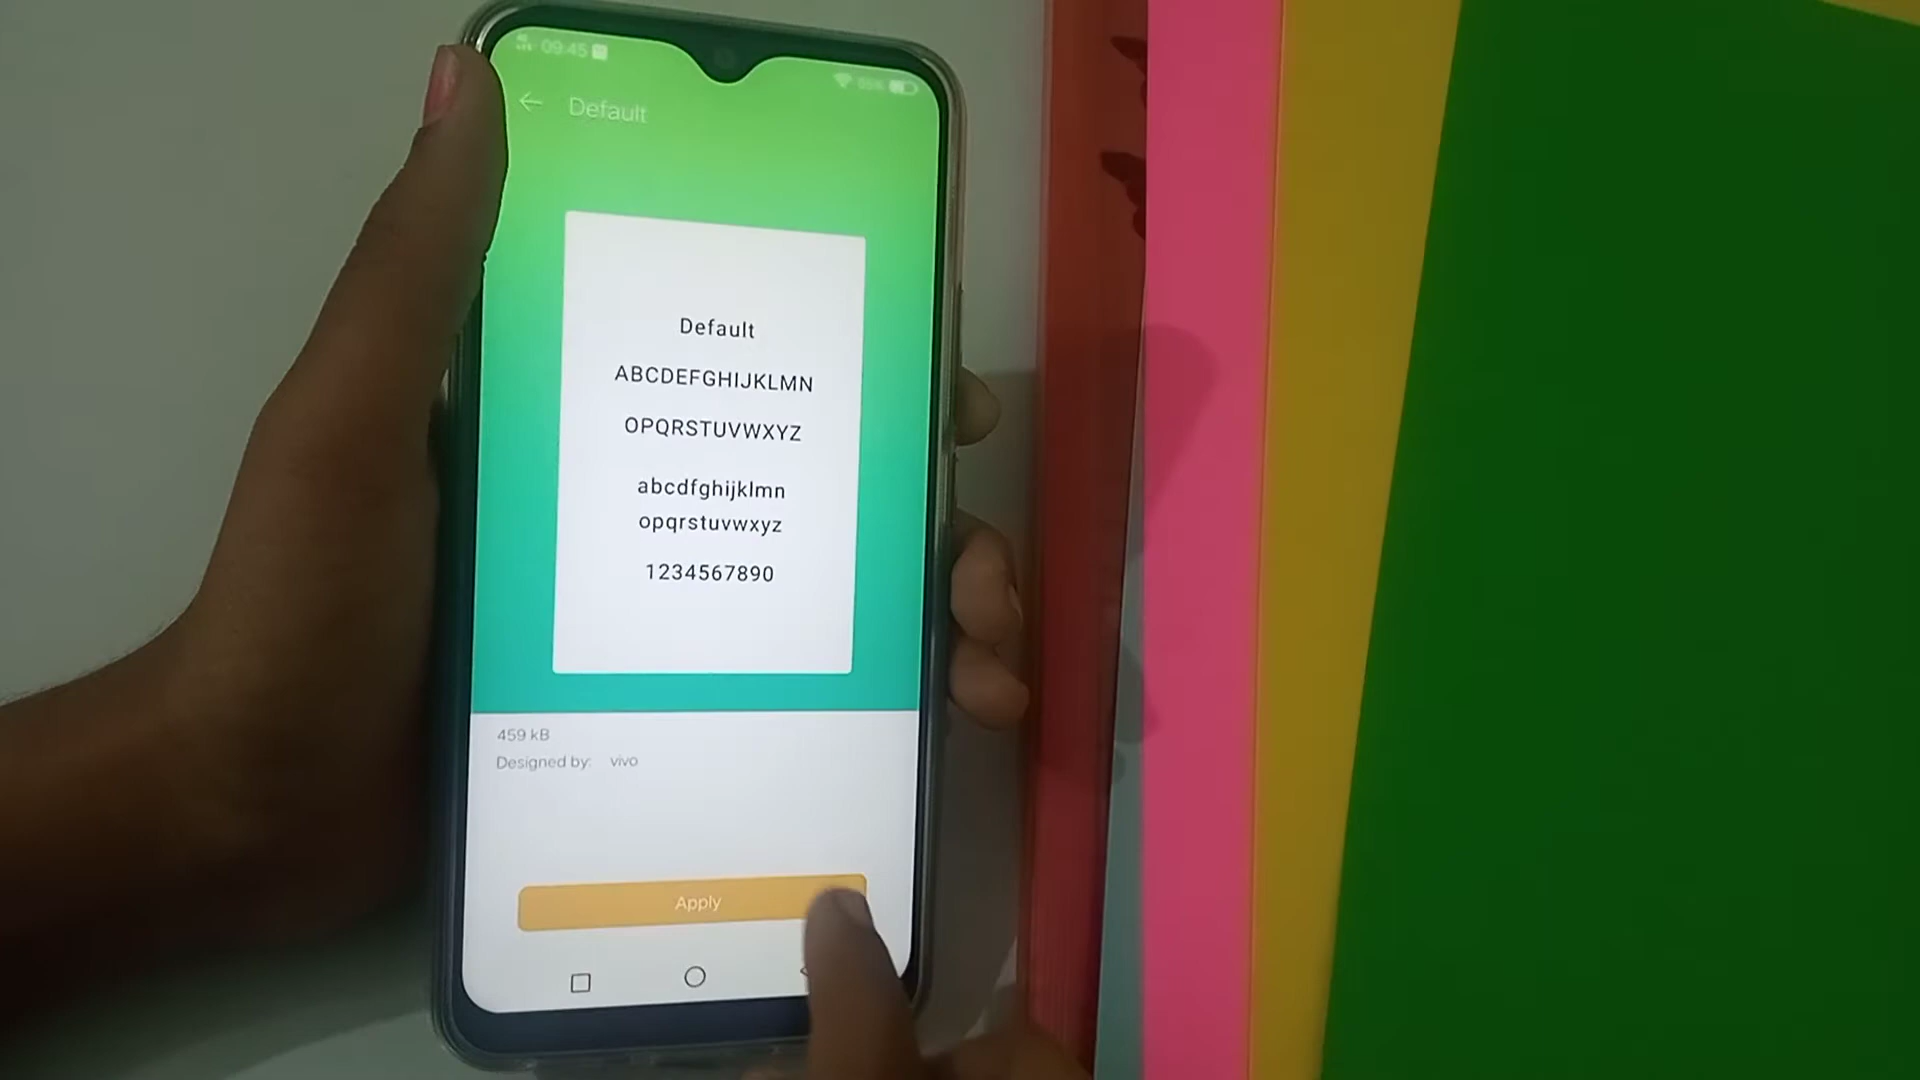 09:45
Default
Default
ABCDEFGHIJKLMN
OPQRSTUVWXYZ
abcdfghijklmn
opqrstuvwxyz
1234567890
459 kB
Designed by: vivo
Apply